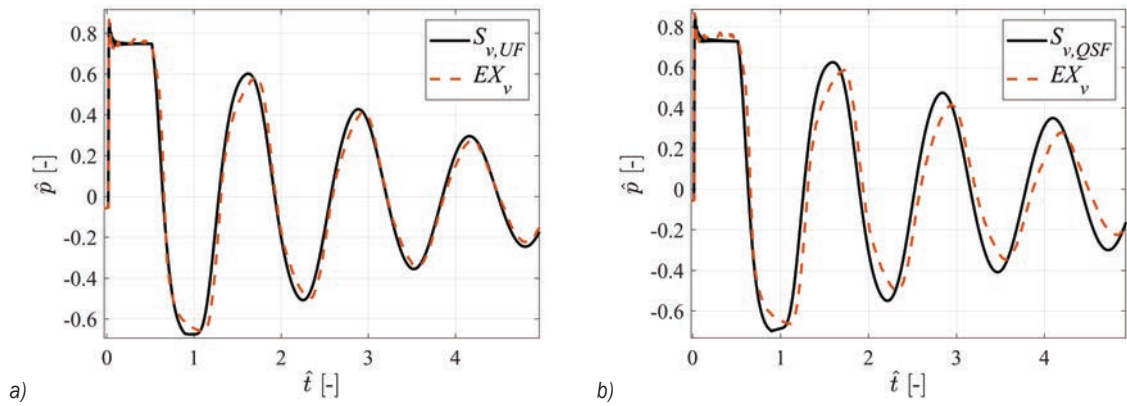 0.8
0.6
0.4
0.2
0
-0.2
-0.4
-0.6
p̂ [-]
0 1 2 3 4
t̂ [-]
S_{v,UF}
EX_v
a)
0.8
0.6
0.4
0.2
0
-0.2
-0.4
-0.6
p̂ [-]
0 1 2 3 4
t̂ [-]
S_{v,QSF}
EX_v
b)